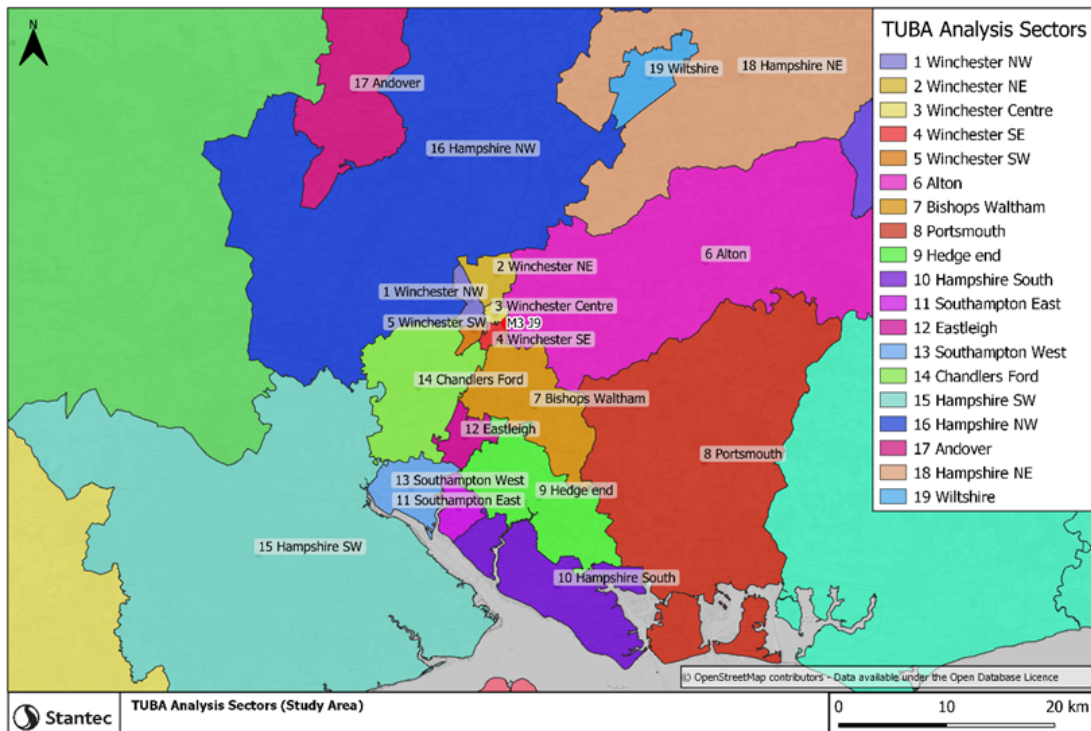 N
17 Andover
19 Wiltshire
18 Hampshire NE
16 Hampshire NW
6 Alton
2 Winchester NE
1 Winchester NW
3 Winchester Centre
5 Winchester SW
M3 J9
4 Winchester SE
14 Chandlers Ford
7 Bishops Waltham
12 Eastleigh
8 Portsmouth
13 Southampton West
9 Hedge end
11 Southampton East
15 Hampshire SW
10 Hampshire South
TUBA Analysis Sectors
1 Winchester NW
2 Winchester NE
3 Winchester Centre
4 Winchester SE
5 Winchester SW
6 Alton
7 Bishops Waltham
8 Portsmouth
9 Hedge end
10 Hampshire South
11 Southampton East
12 Eastleigh
13 Southampton West
14 Chandlers Ford
15 Hampshire SW
16 Hampshire NW
17 Andover
18 Hampshire NE
19 Wiltshire
© OpenStreetMap contributors - Data available under the Open Database Licence
Stantec
TUBA Analysis Sectors (Study Area)
0 10 20 km